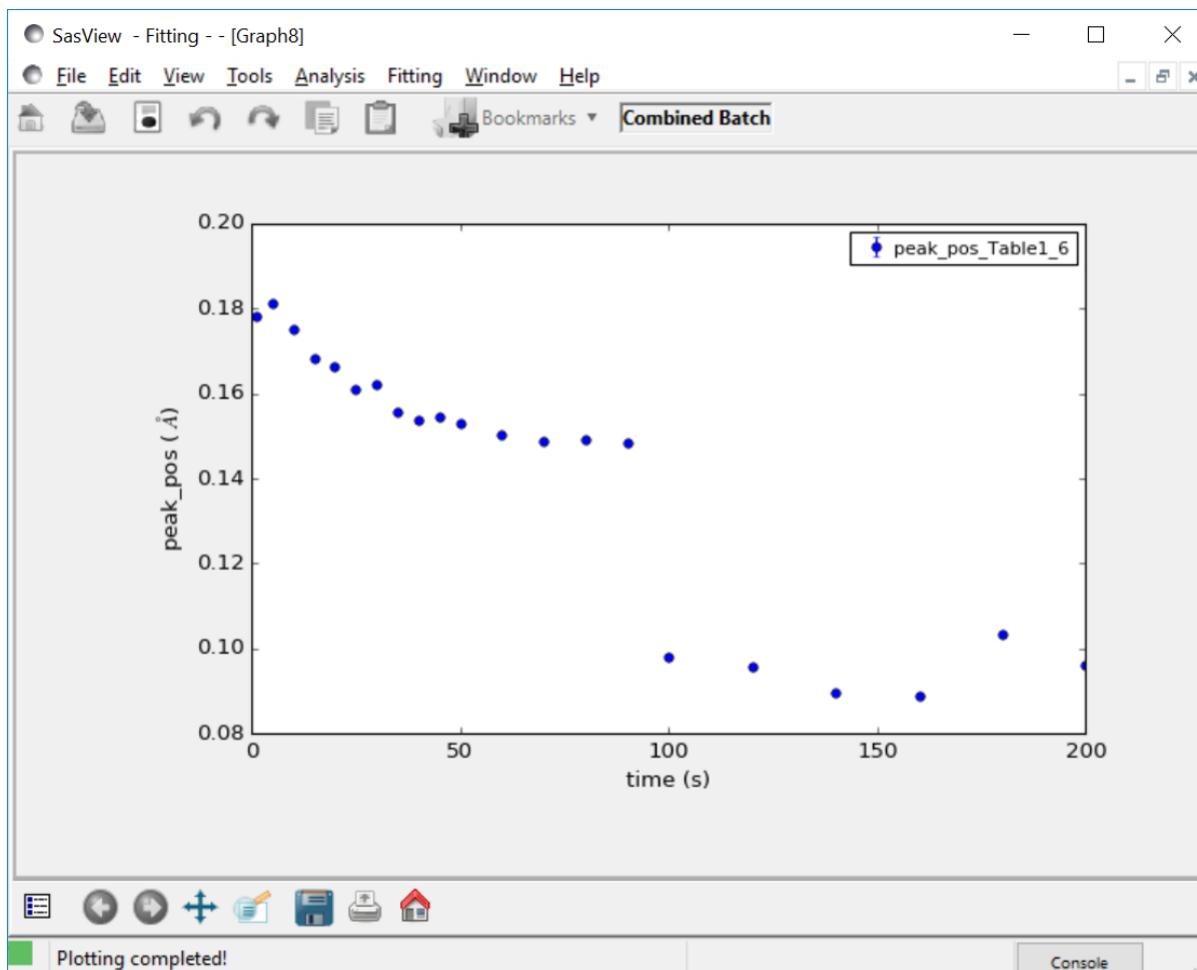 SasView - Fitting - - [Graph8]
File Edit View Tools Analysis Fitting Window Help
Bookmarks Combined Batch
0.20
peak_pos_Table1_6
0.18
0.16
0.14
0.12
0.10
0.08
peak_pos ( Å)
0 50 100 150 200
time (s)
Plotting completed! Console